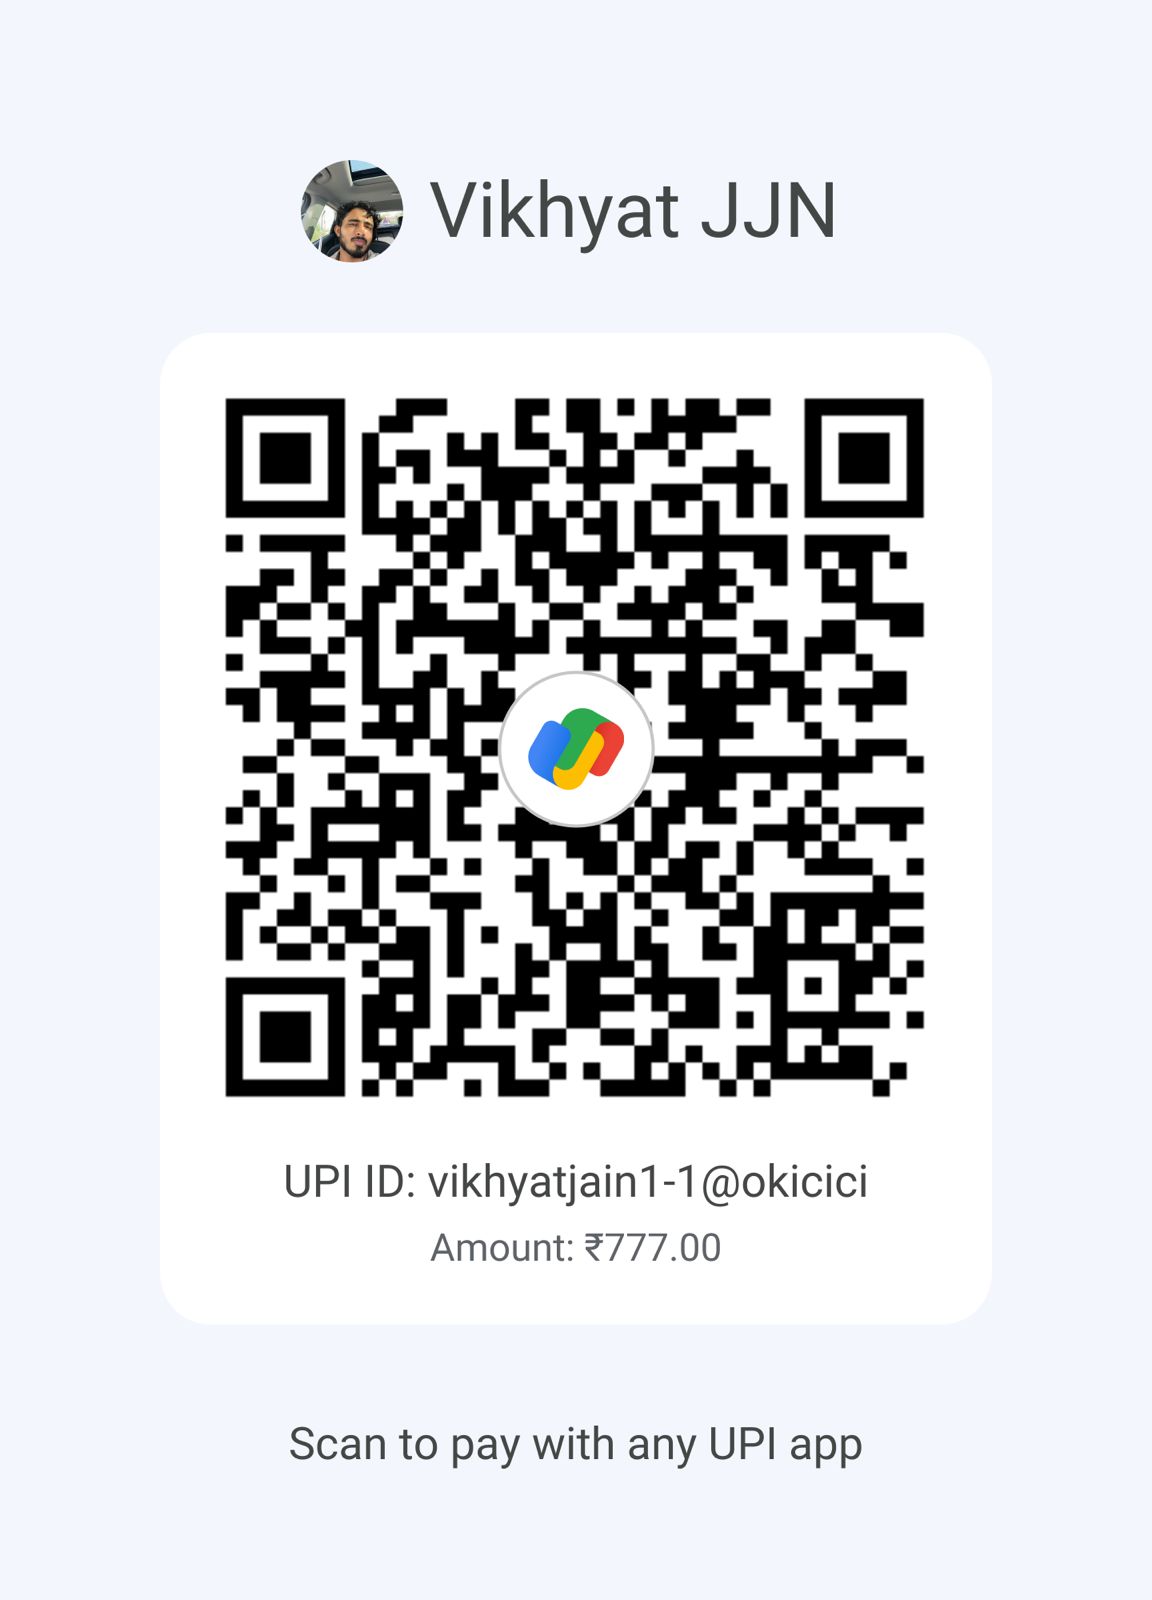 Vikhyat JJN
UPI ID: vikhyatjain1-1@okicici
Amount: ₹777.00
Scan to pay with any UPI app